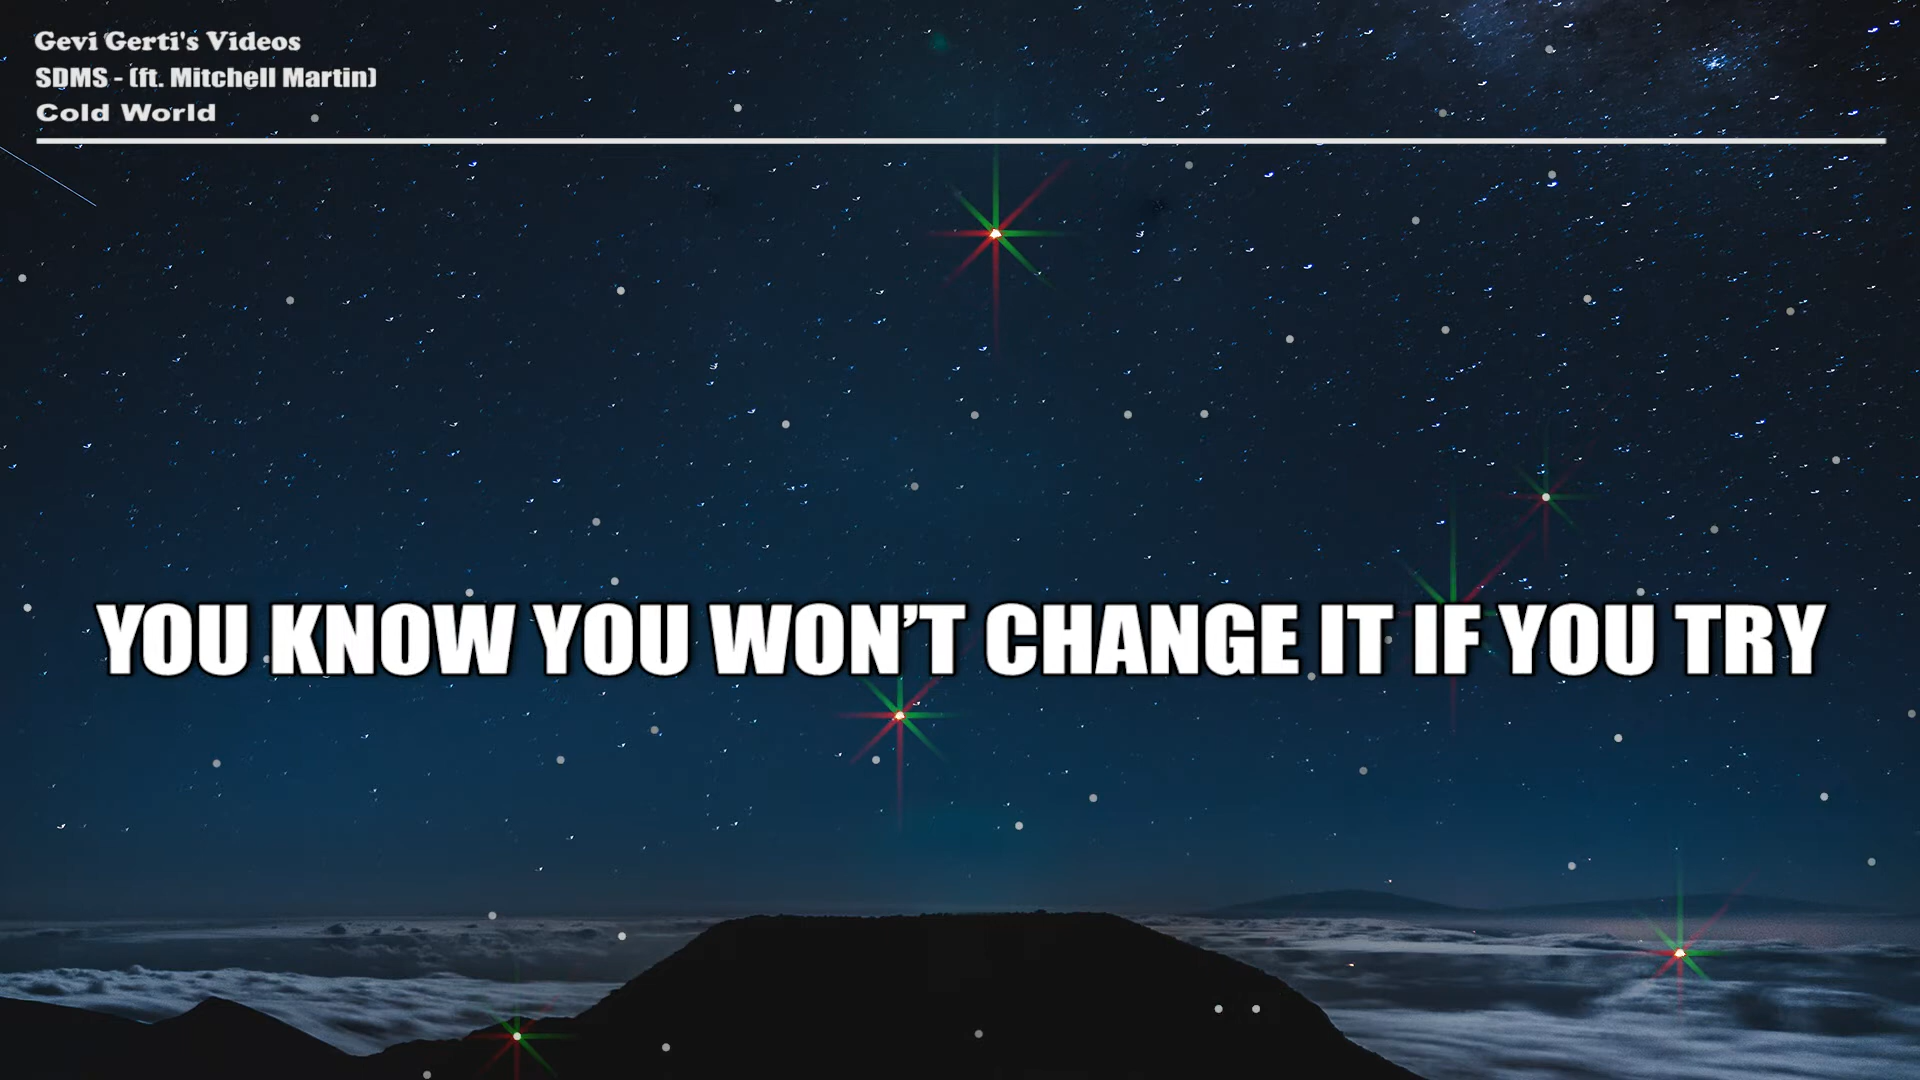 Gevi Gerti's Videos
SDMS - (ft. Mitchell Martin)
Cold World
YOU KNOW YOU WON’T CHANGE IT IF YOU TRY